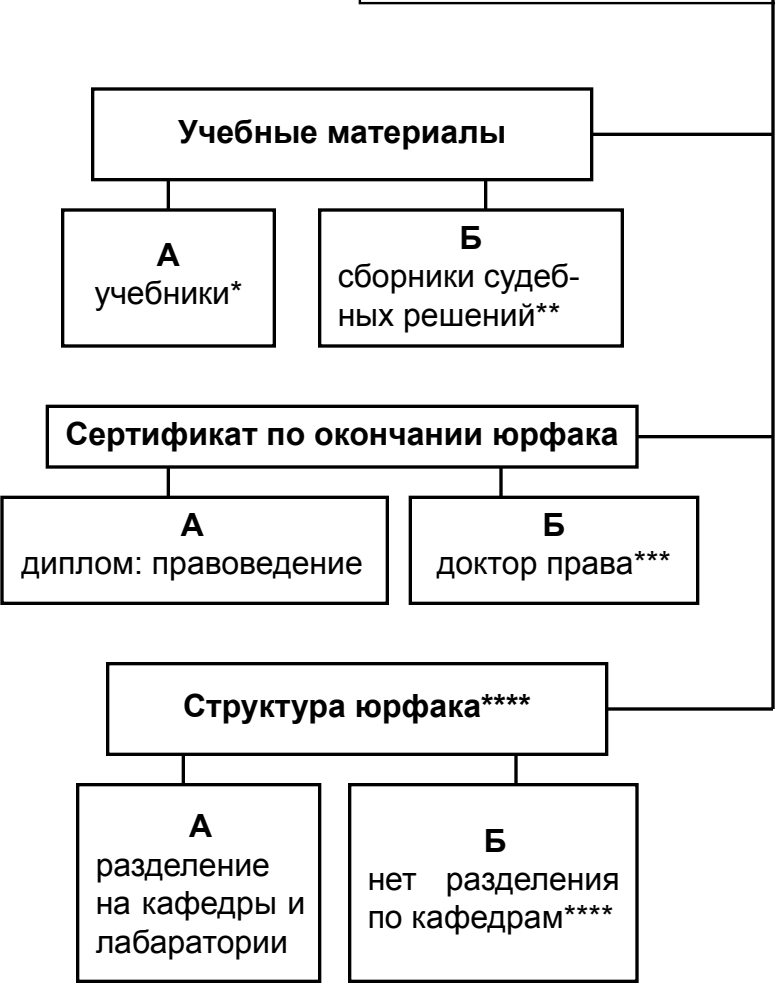 Учебные материалы
А
учебники*
Б
сборники судеб-
ных решений**
Сертификат по окончании юрфака
А
диплом: правоведение
Б
доктор права***
Структура юрфака****
А
разделение
на кафедры и
лабаратории
Б
нет разделения
по кафедрам****